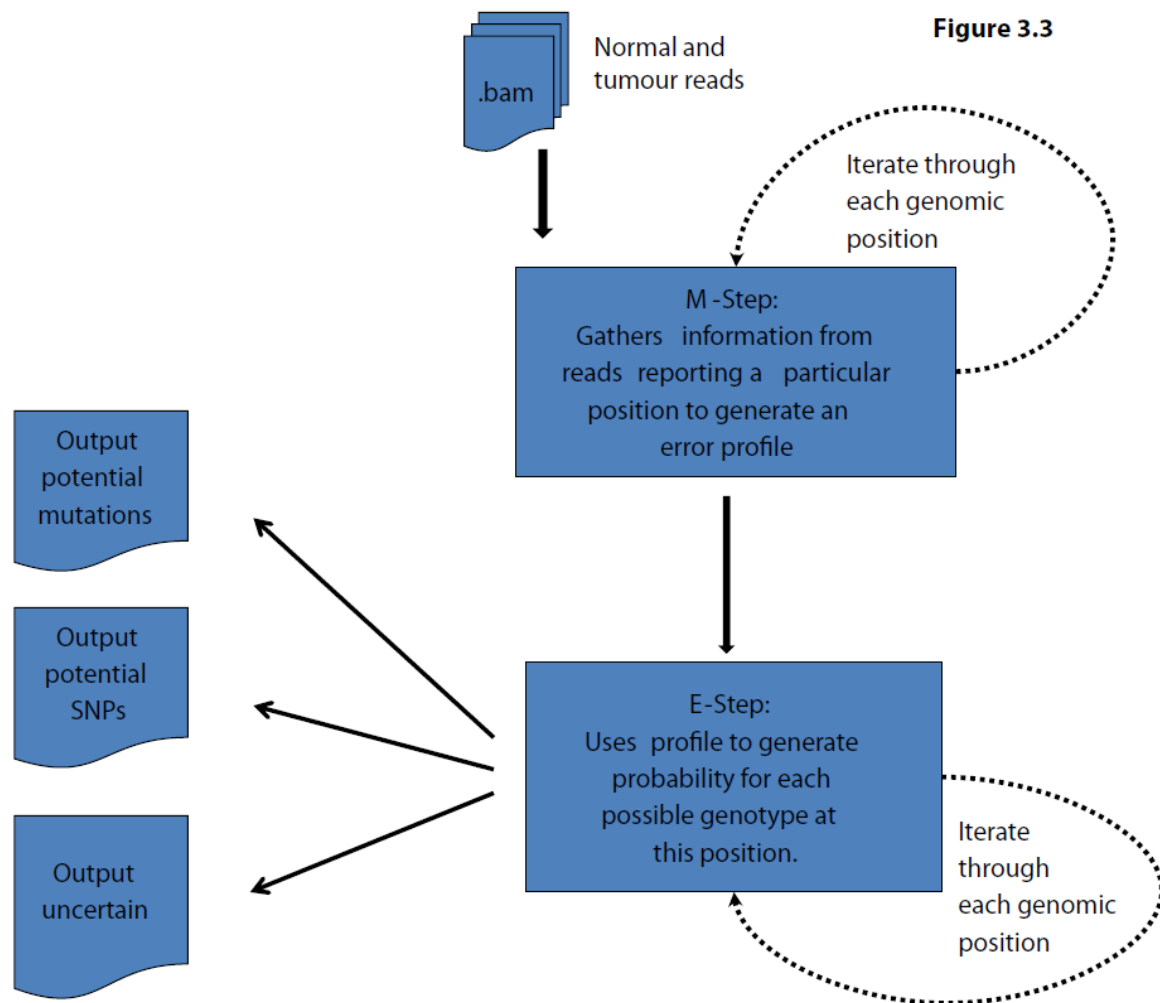 Figure 3.3
Normal and
tumour reads
.bam
Iterate through
each genomic
position
M -Step:
Gathers information from
reads reporting a particular
position to generate an
error profile
Output
potential
mutations
Output
potential
SNPs
Output
uncertain
E-Step:
Uses profile to generate
probability for each
possible genotype at
this position.
Iterate
through
each genomic
position